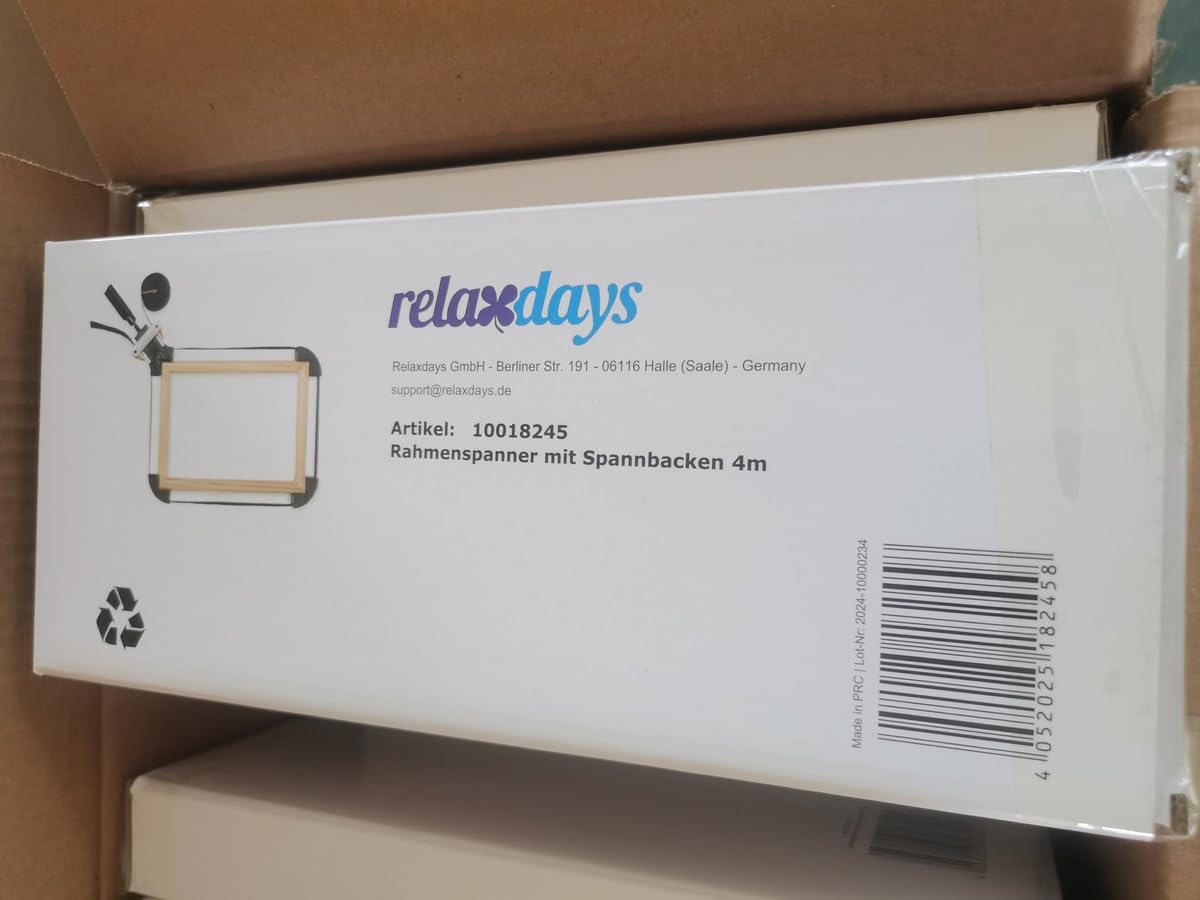 relaxdays
Relaxdays GmbH - Berliner Str. 191 - 06116 Halle (Saale) - Germany
support@relaxdays.de
Artikel: 10018245
Rahmenspanner mit Spannbacken 4m
Made in PRC | Lot-Nr: 2024-10000234
4 052025 182458